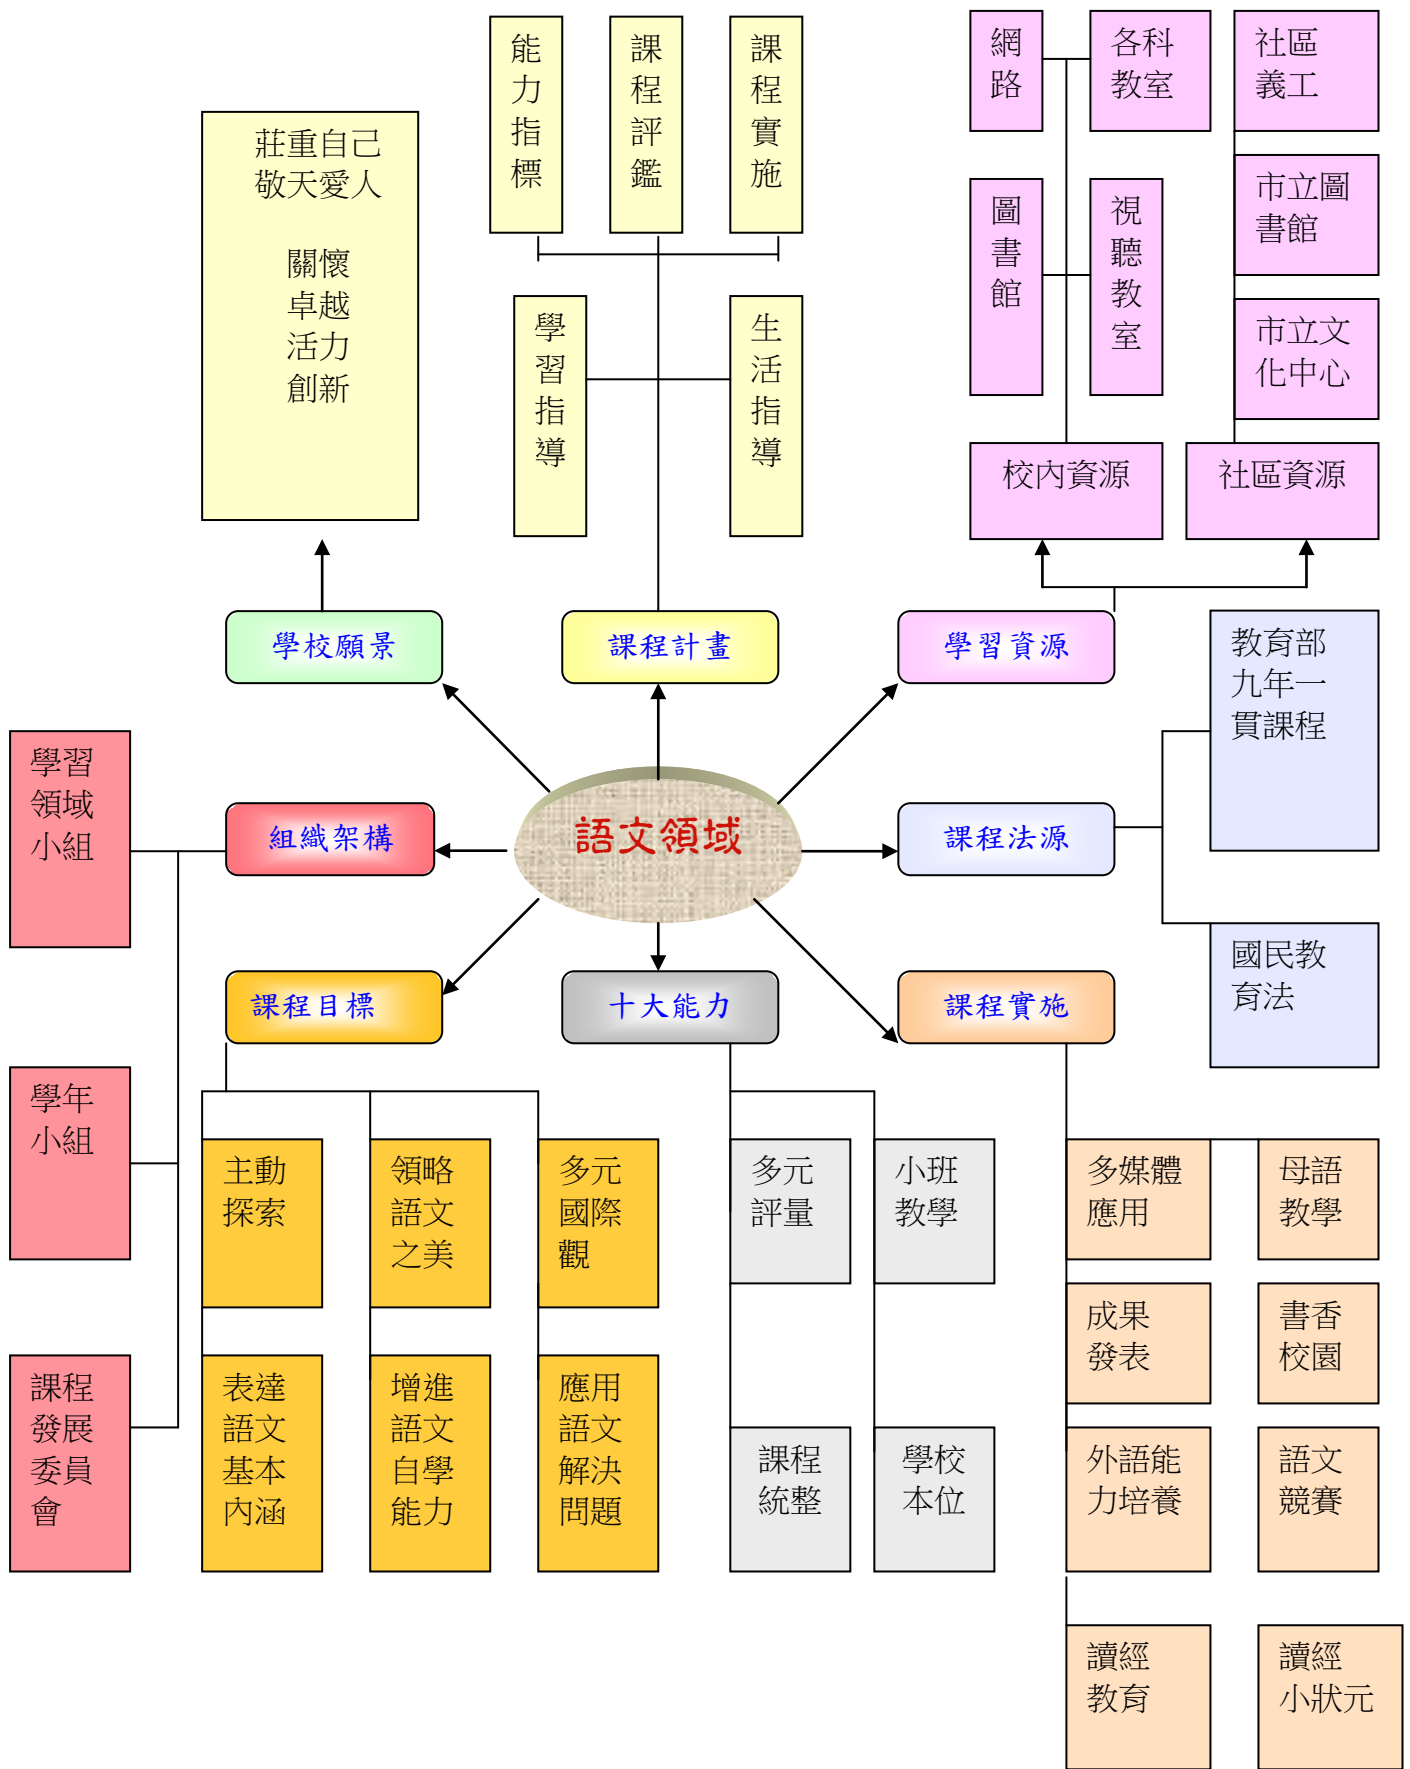 能
力
指
標
課
程
評
鑑
課
程
實
施
網
路
各科
教室
社區
義工
莊重自己
敬天愛人
關懷
卓越
活力
創新
圖
書
館
視
聽
教
室
市立圖
書館
學
習
指
導
生
活
指
導
市立文
化中心
校內資源
社區資源
學校願景
課程計畫
學習資源
教育部
九年一
貫課程
學習
領域
小組
組織架構
語文領域
課程法源
國民教
育法
課程目標
十大能力
課程實施
學年
小組
主動
探索
領略
語文
之美
多元
國際
觀
多元
評量
小班
教學
多媒體
應用
母語
教學
成果
發表
書香
校園
課程
發展
委員
會
表達
語文
基本
內涵
增進
語文
自學
能力
應用
語文
解決
問題
課程
統整
學校
本位
外語能
力培養
語文
競賽
讀經
教育
讀經
小狀元